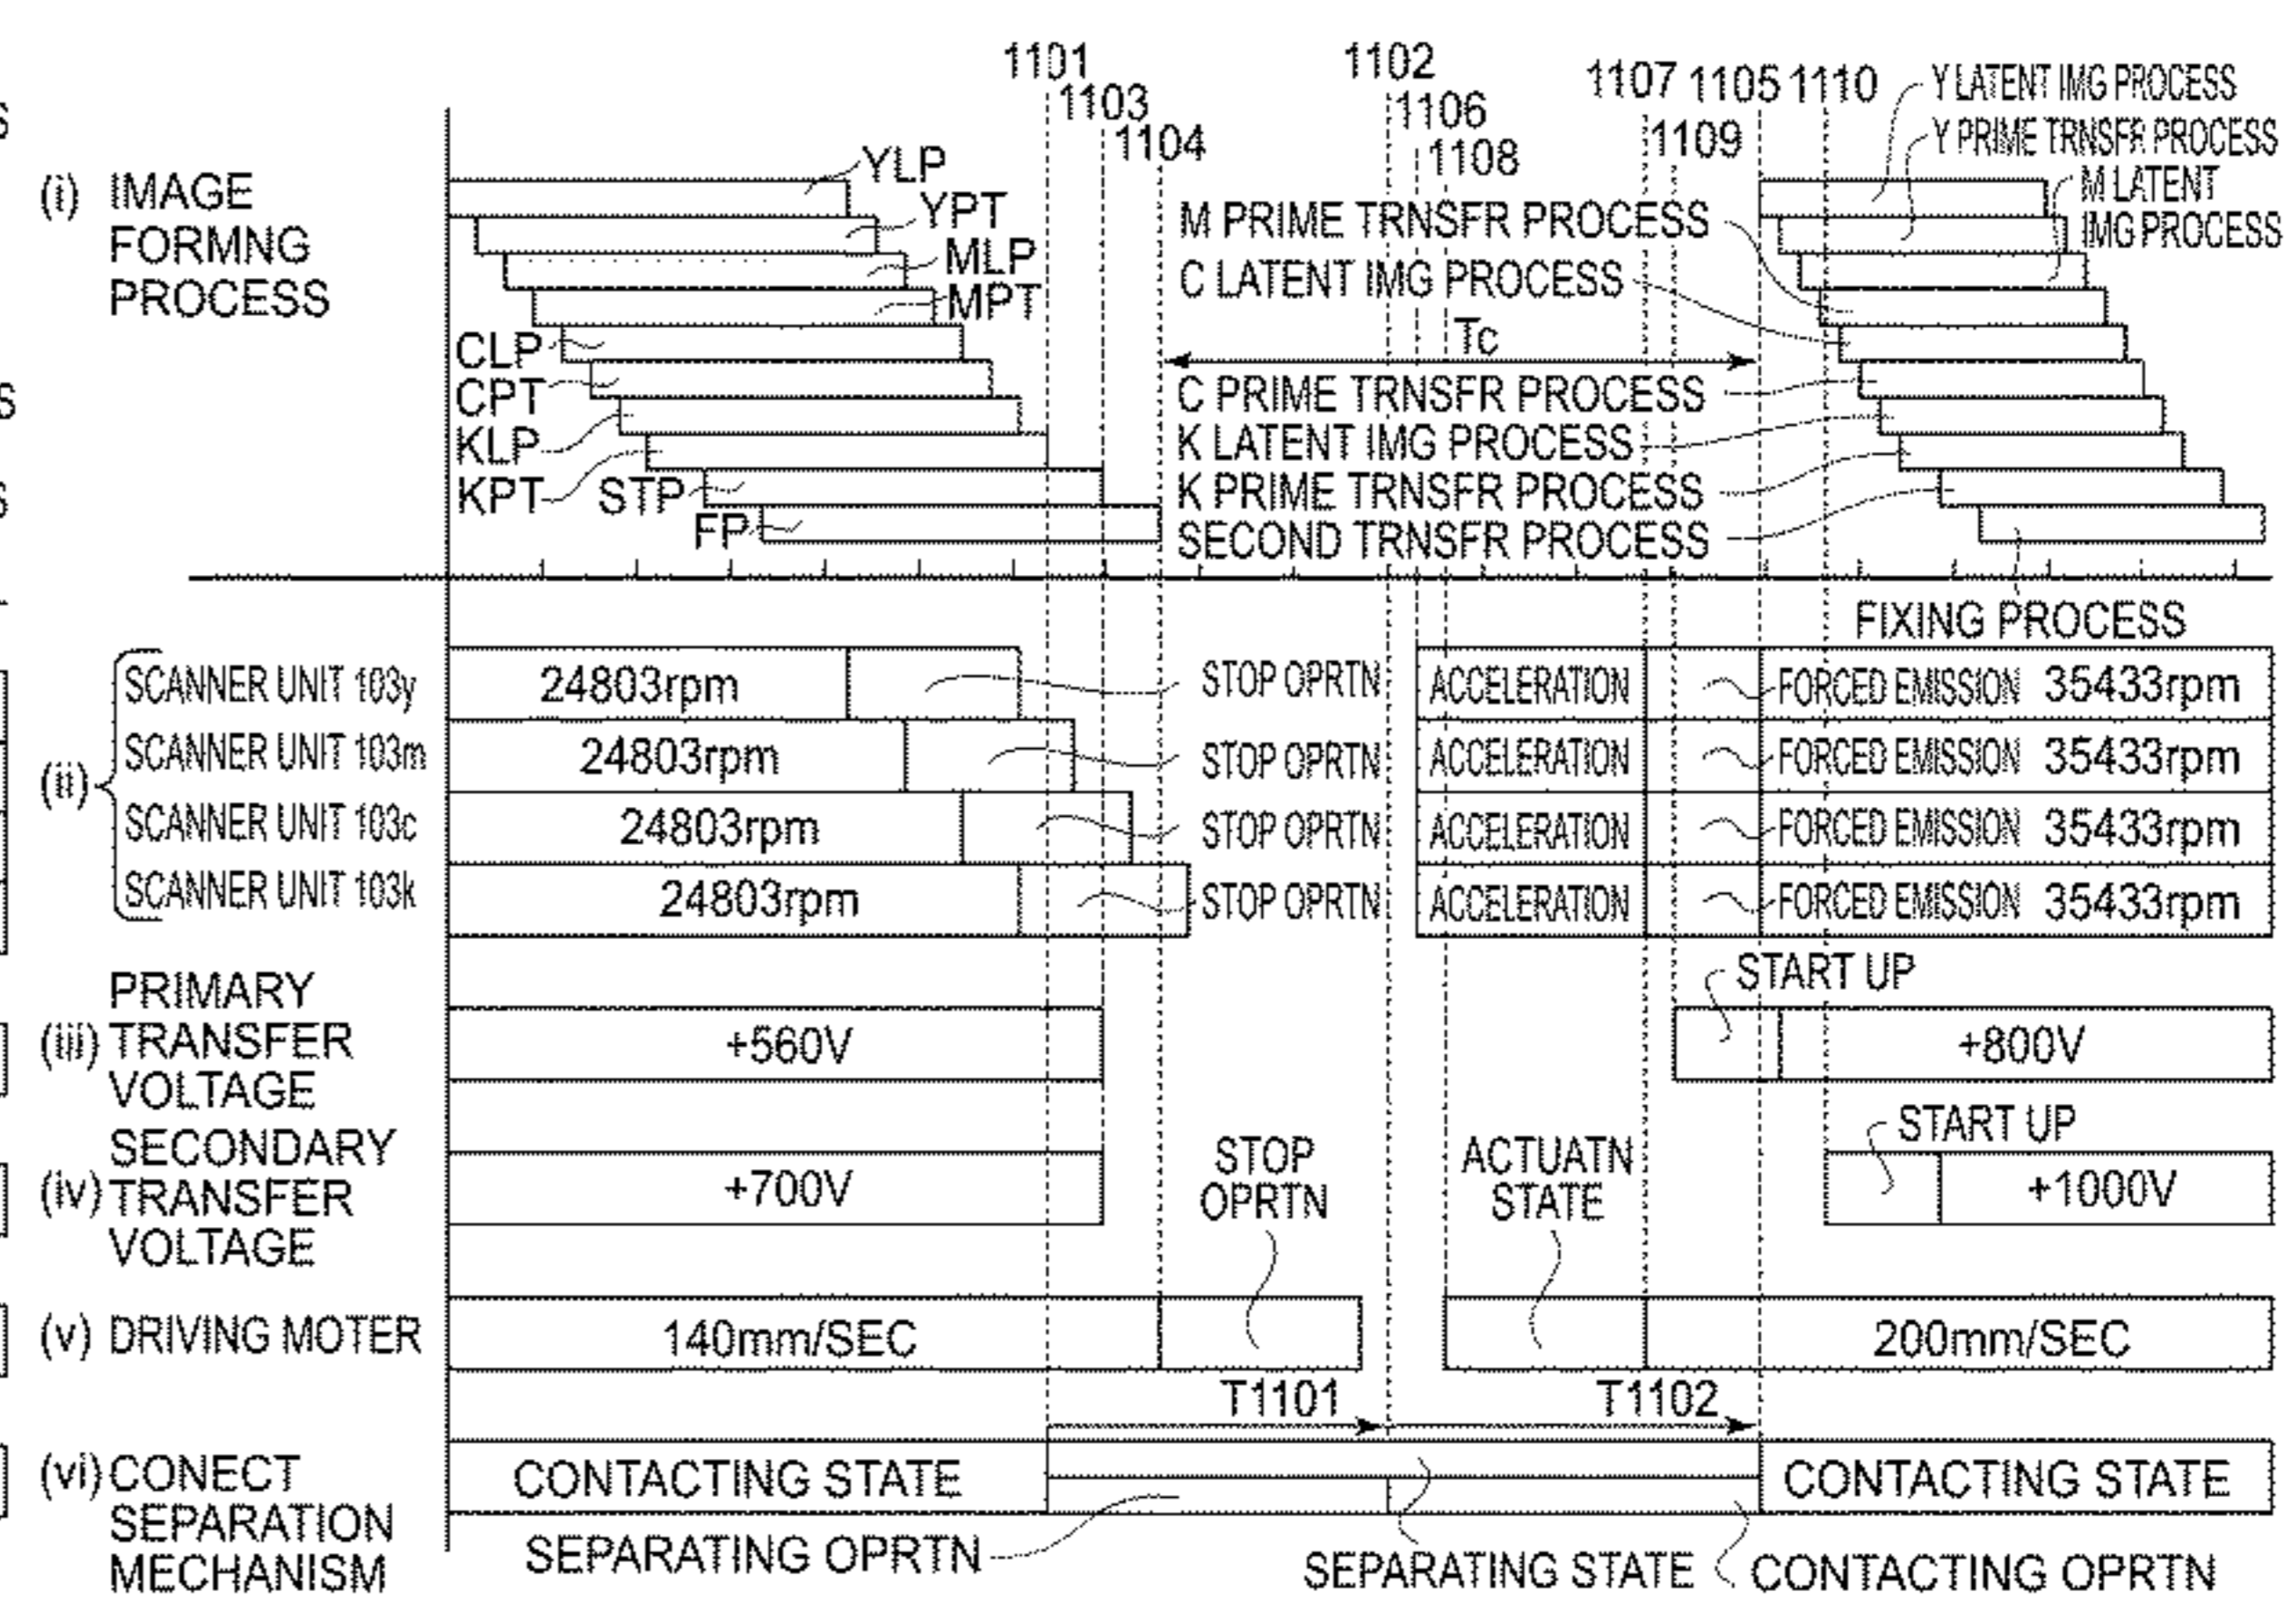 1101
1102
1107 1105 1110
Y LATENT IMG PROCESS
1103
1106
1109
Y PRIME TRNSFR PROCESS
1104
1108
YLP
(i) IMAGE
FORMNG
PROCESS
YPT
MLP
MPT
M PRIME TRNSFR PROCESS
M LATENT
IMG PROCESS
C LATENT IMG PROCESS
Tc
CLP
CPT
C PRIME TRNSFR PROCESS
KLP
K LATENT IMG PROCESS
KPT STP
K PRIME TRNSFR PROCESS
FP
SECOND TRNSFR PROCESS
FIXING PROCESS
(ii)
SCANNER UNIT 103y 24803rpm STOP OPRTN ACCELERATION FORCED EMISSION 35433rpm
SCANNER UNIT 103m 24803rpm STOP OPRTN ACCELERATION FORCED EMISSION 35433rpm
SCANNER UNIT 103c 24803rpm STOP OPRTN ACCELERATION FORCED EMISSION 35433rpm
SCANNER UNIT 103k 24803rpm STOP OPRTN ACCELERATION FORCED EMISSION 35433rpm
(iii) PRIMARY
TRANSFER
VOLTAGE
+560V
START UP
+800V
(iv) SECONDARY
TRANSFER
VOLTAGE
+700V
START UP
+1000V
STOP
OPRTN
ACTUATN
STATE
(v) DRIVING MOTER 140mm/SEC 200mm/SEC
T1101 T1102
(vi) CONECT
SEPARATION
MECHANISM
CONTACTING STATE
CONTACTING STATE
SEPARATING OPRTN
SEPARATING STATE
CONTACTING OPRTN